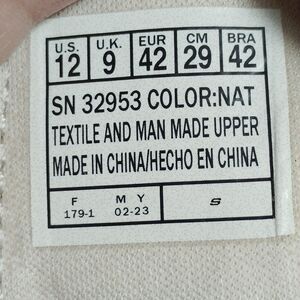 U.S. U.K. EUR CM BRA
12 9 42 29 42
SN 32953 COLOR:NAT
TEXTILE AND MAN MADE UPPER
MADE IN CHINA/HECHO EN CHINA
F M Y S
179-1 02-23